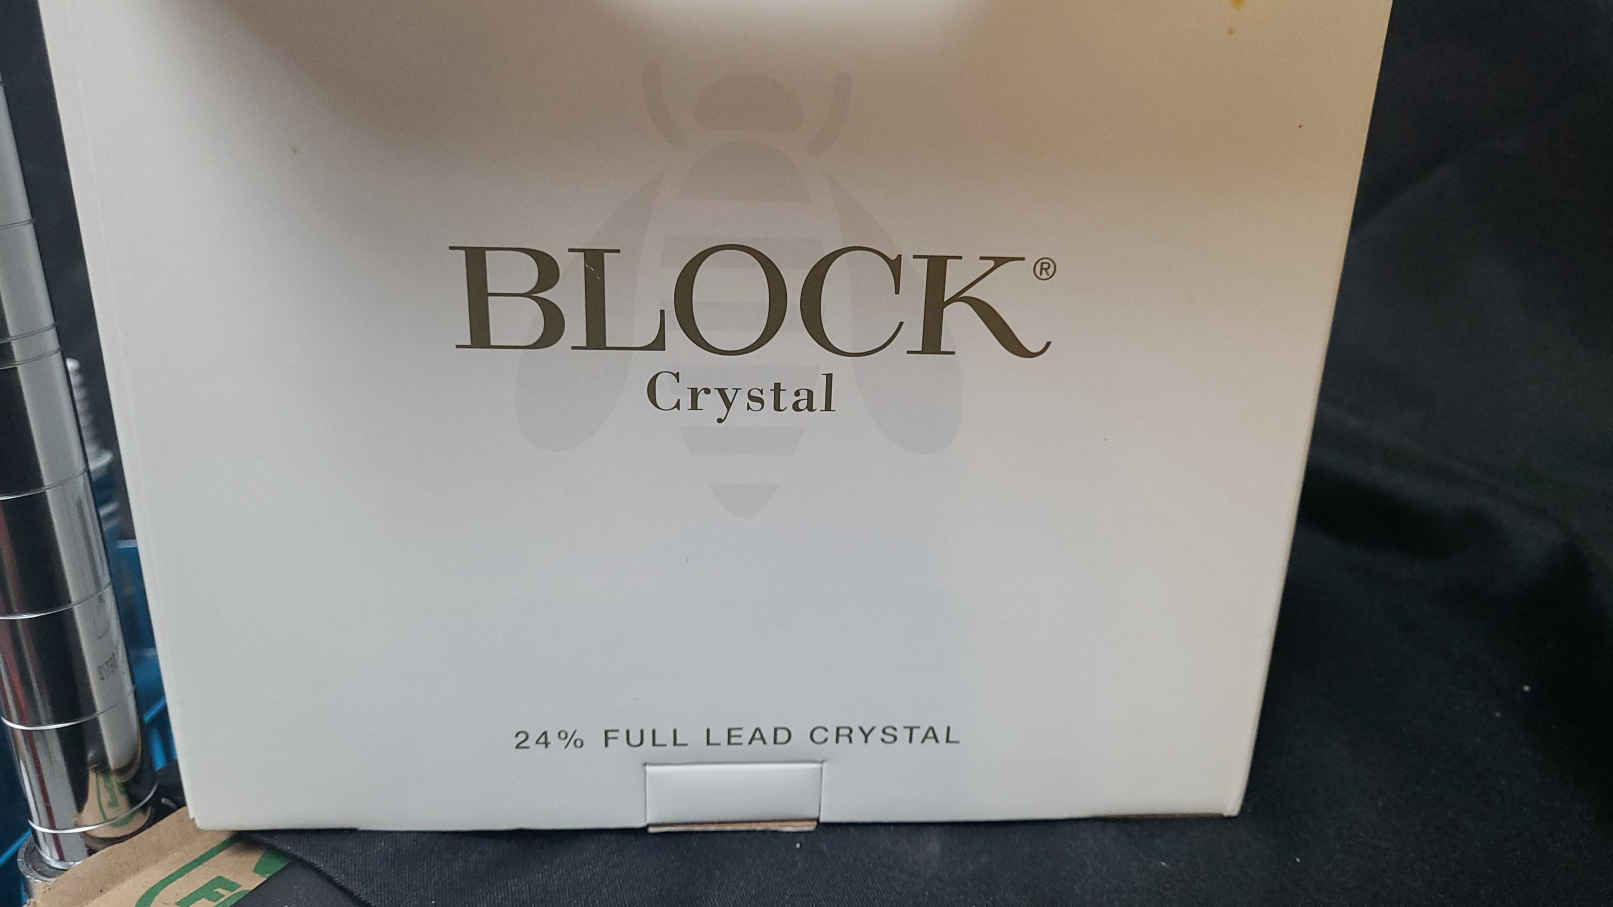 BLOCK®
Crystal
24% FULL LEAD CRYSTAL